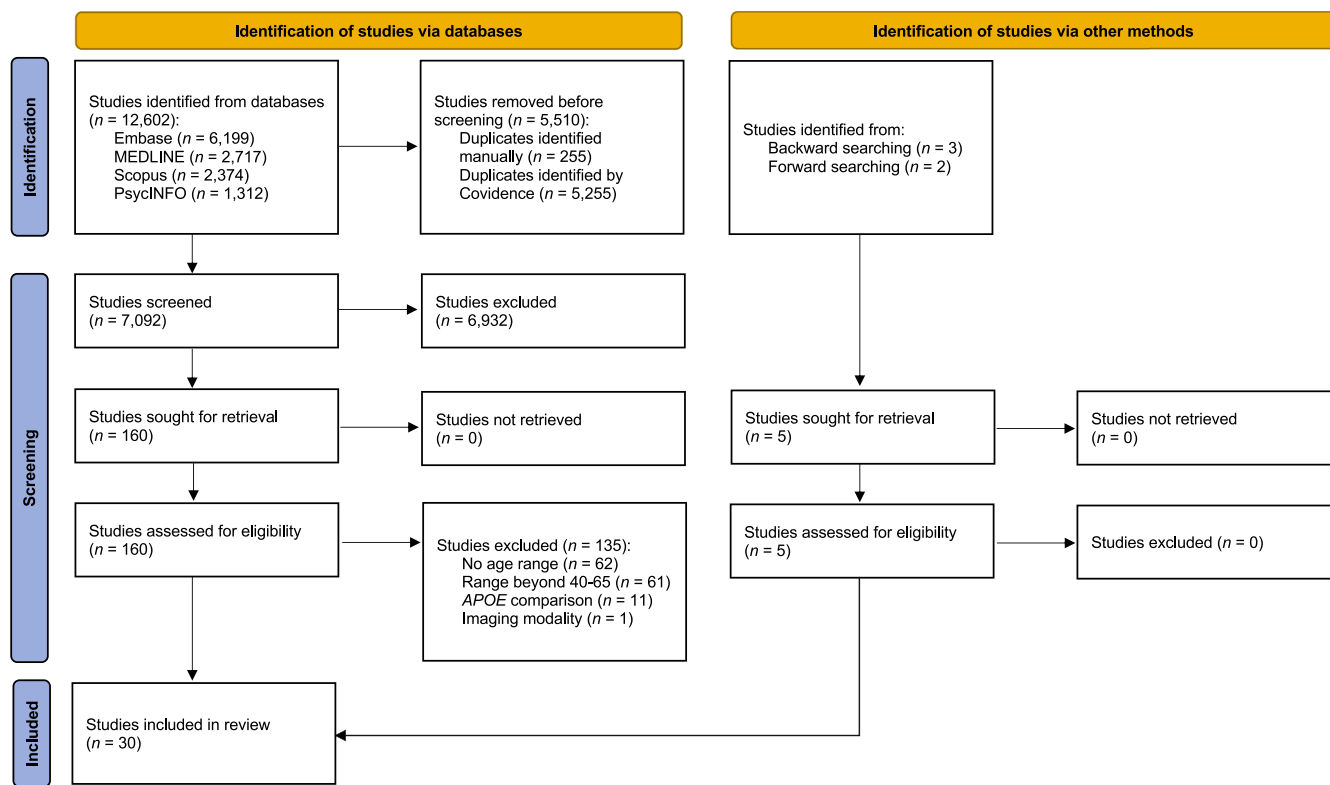 Identification of studies via databases
Identification of studies via other methods
Identification
Studies identified from databases
(n = 12,602):
Embase (n = 6,199)
MEDLINE (n = 2,717)
Scopus (n = 2,374)
PsycINFO (n = 1,312)
Studies removed before
screening (n = 5,510):
Duplicates identified
manually (n = 255)
Duplicates identified by
Covidence (n = 5,255)
Studies identified from:
Backward searching (n = 3)
Forward searching (n = 2)
Screening
Studies screened
(n = 7,092)
Studies excluded
(n = 6,932)
Studies sought for retrieval
(n = 160)
Studies not retrieved
(n = 0)
Studies sought for retrieval
(n = 5)
Studies not retrieved
(n = 0)
Studies assessed for eligibility
(n = 160)
Studies excluded (n = 135):
No age range (n = 62)
Range beyond 40-65 (n = 61)
APOE comparison (n = 11)
Imaging modality (n = 1)
Studies assessed for eligibility
(n = 5)
Studies excluded (n = 0)
Included
Studies included in review
(n = 30)